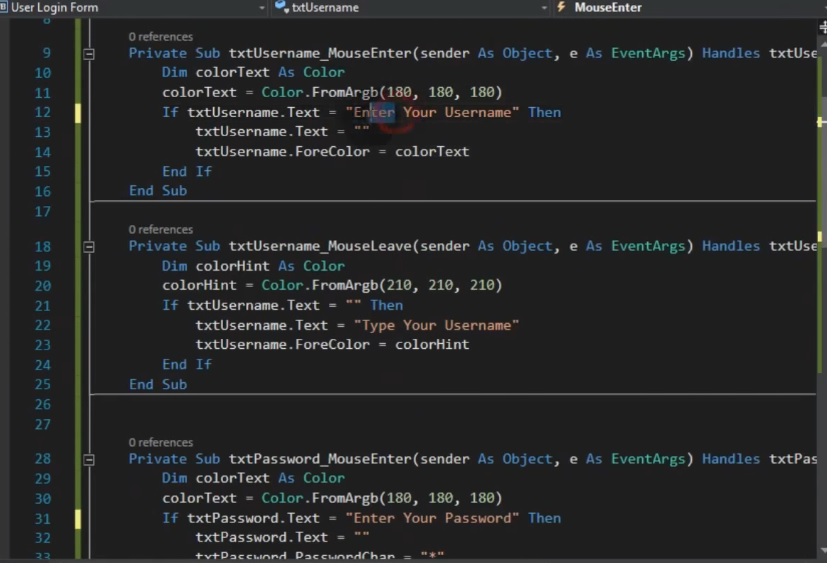 User Login Form txtUsername MouseEnter
8
0 references
9 Private Sub txtUsername_MouseEnter(sender As Object, e As EventArgs) Handles txtUse
10 Dim colorText As Color
11 colorText = Color.FromArgb(180, 180, 180)
12 If txtUsername.Text = "Enter Your Username" Then
13 txtUsername.Text = ""
14 txtUsername.ForeColor = colorText
15 End If
16 End Sub
17
0 references
18 Private Sub txtUsername_MouseLeave(sender As Object, e As EventArgs) Handles txtUse
19 Dim colorHint As Color
20 colorHint = Color.FromArgb(210, 210, 210)
21 If txtUsername.Text = "" Then
22 txtUsername.Text = "Type Your Username"
23 txtUsername.ForeColor = colorHint
24 End If
25 End Sub
26
27
0 references
28 Private Sub txtPassword_MouseEnter(sender As Object, e As EventArgs) Handles txtPas
29 Dim colorText As Color
30 colorText = Color.FromArgb(180, 180, 180)
31 If txtPassword.Text = "Enter Your Password" Then
32 txtPassword.Text = ""
33 txtPassword.PasswordChar = "*"